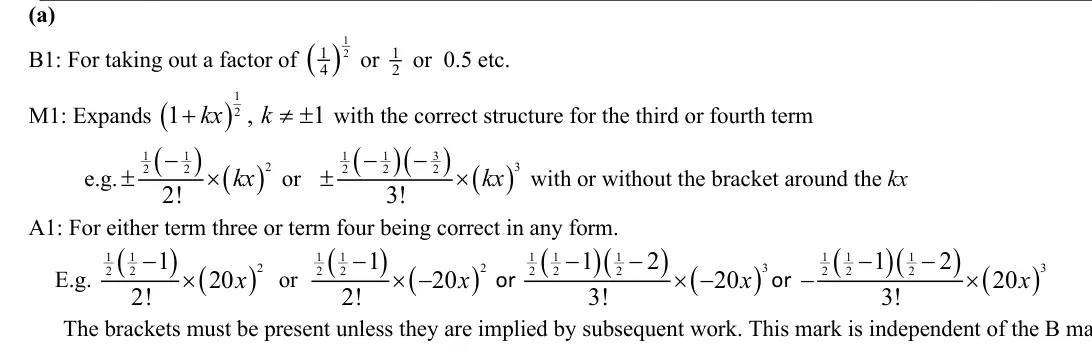 (a)
B1: For taking out a factor of (1/4)^(1/2) or 1/2 or 0.5 etc.
M1: Expands (1 + kx)^(1/2), k ≠ ±1 with the correct structure for the third or fourth term
e.g. ± (1/2(−1/2))/2! × (kx)^2 or ± (1/2(−1/2)(−3/2))/3! × (kx)^3 with or without the bracket around the kx
A1: For either term three or term four being correct in any form.
E.g. (1/2(1/2 − 1))/2! × (20x)^2 or (1/2(1/2 − 1))/2! × (−20x)^2 or (1/2(1/2 − 1)(1/2 − 2))/3! × (−20x)^3 or − (1/2(1/2 − 1)(1/2 − 2))/3! × (20x)^3
The brackets must be present unless they are implied by subsequent work. This mark is independent of the B